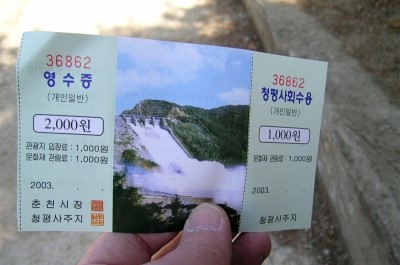 36862
영 수 증
(개인일반)
2,000원
관광지 입장료 : 1,000원
문화재 관람료 : 1,000원
2003. . .
춘 천 시 장
청평사주지
36862
청평사회수용
(개인일반)
1,000원
문화재 관람료 : 1,000원
2003. . .
청평사주지